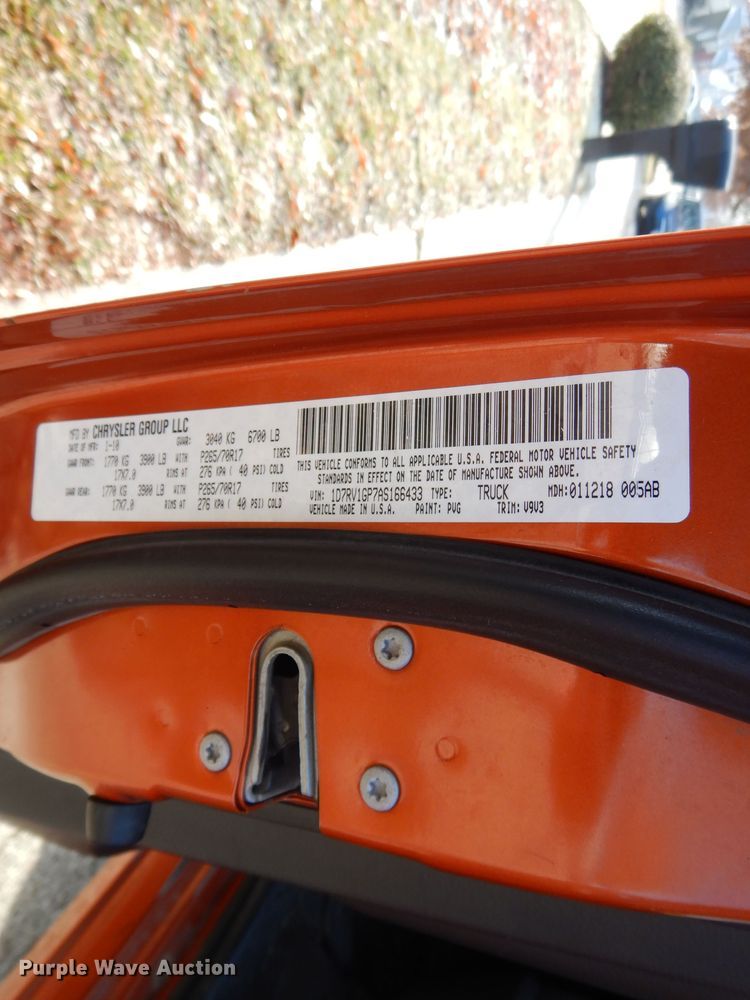 MFD BY CHRYSLER GROUP LLC
DATE OF MFR: 1-10 GVWR: 3040 KG 6700 LB
GAWR FRONT: 1770 KG 3900 LB WITH P265/70R17 TIRES
17X7.0 RIMS AT 276 KPA ( 40 PSI) COLD
GAWR REAR: 1770 KG 3900 LB WITH P265/70R17 TIRES
17X7.0 RIMS AT 276 KPA ( 40 PSI) COLD
THIS VEHICLE CONFORMS TO ALL APPLICABLE U.S.A. FEDERAL MOTOR VEHICLE SAFETY
STANDARDS IN EFFECT ON THE DATE OF MANUFACTURE SHOWN ABOVE.
VIN: 1D7RV1GP7AS166433 TYPE: TRUCK MDH:011218 005AB
VEHICLE MADE IN U.S.A. PAINT: PVG TRIM: V9V3
Purple Wave Auction